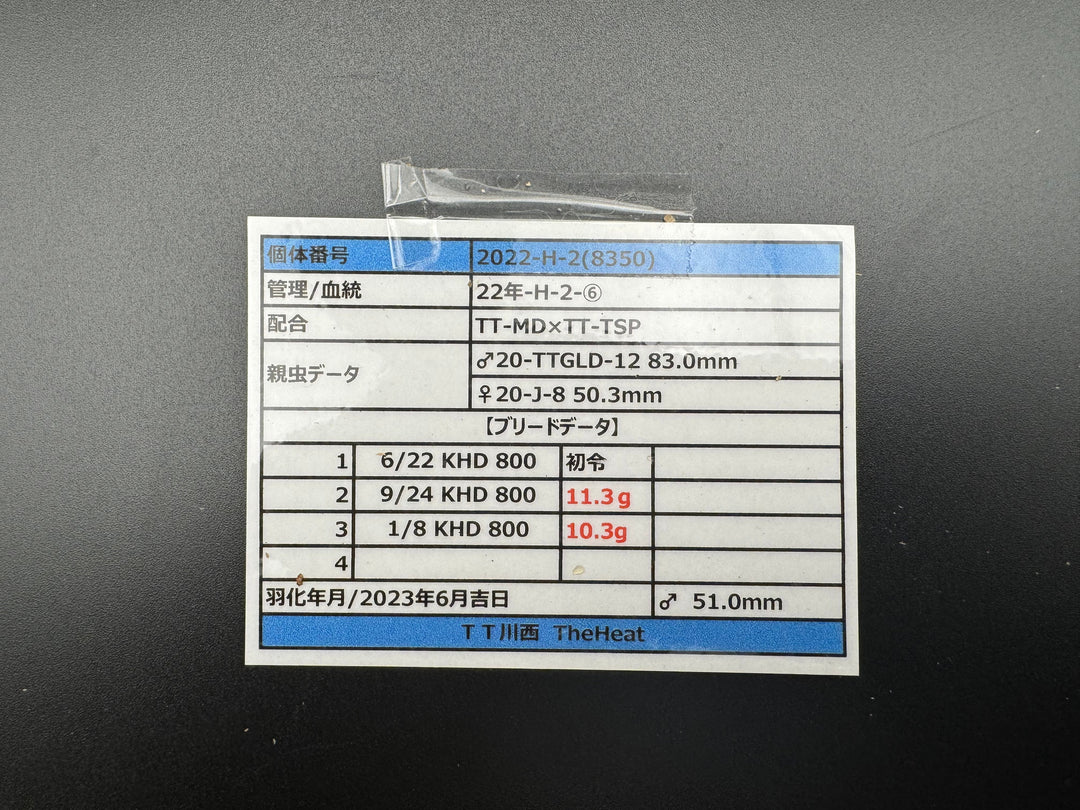 個体番号 2022-H-2(8350)
管理/血統 22年-H-2-⑥
配合 TT-MD×TT-TSP
親虫データ ♂20-TTGLD-12 83.0mm
♀20-J-8 50.3mm
【ブリードデータ】
1 6/22 KHD 800 初令
2 9/24 KHD 800 11.3g
3 1/8 KHD 800 10.3g
4
羽化年月/2023年6月吉日 ♂ 51.0mm
ＴＴ川西 TheHeat